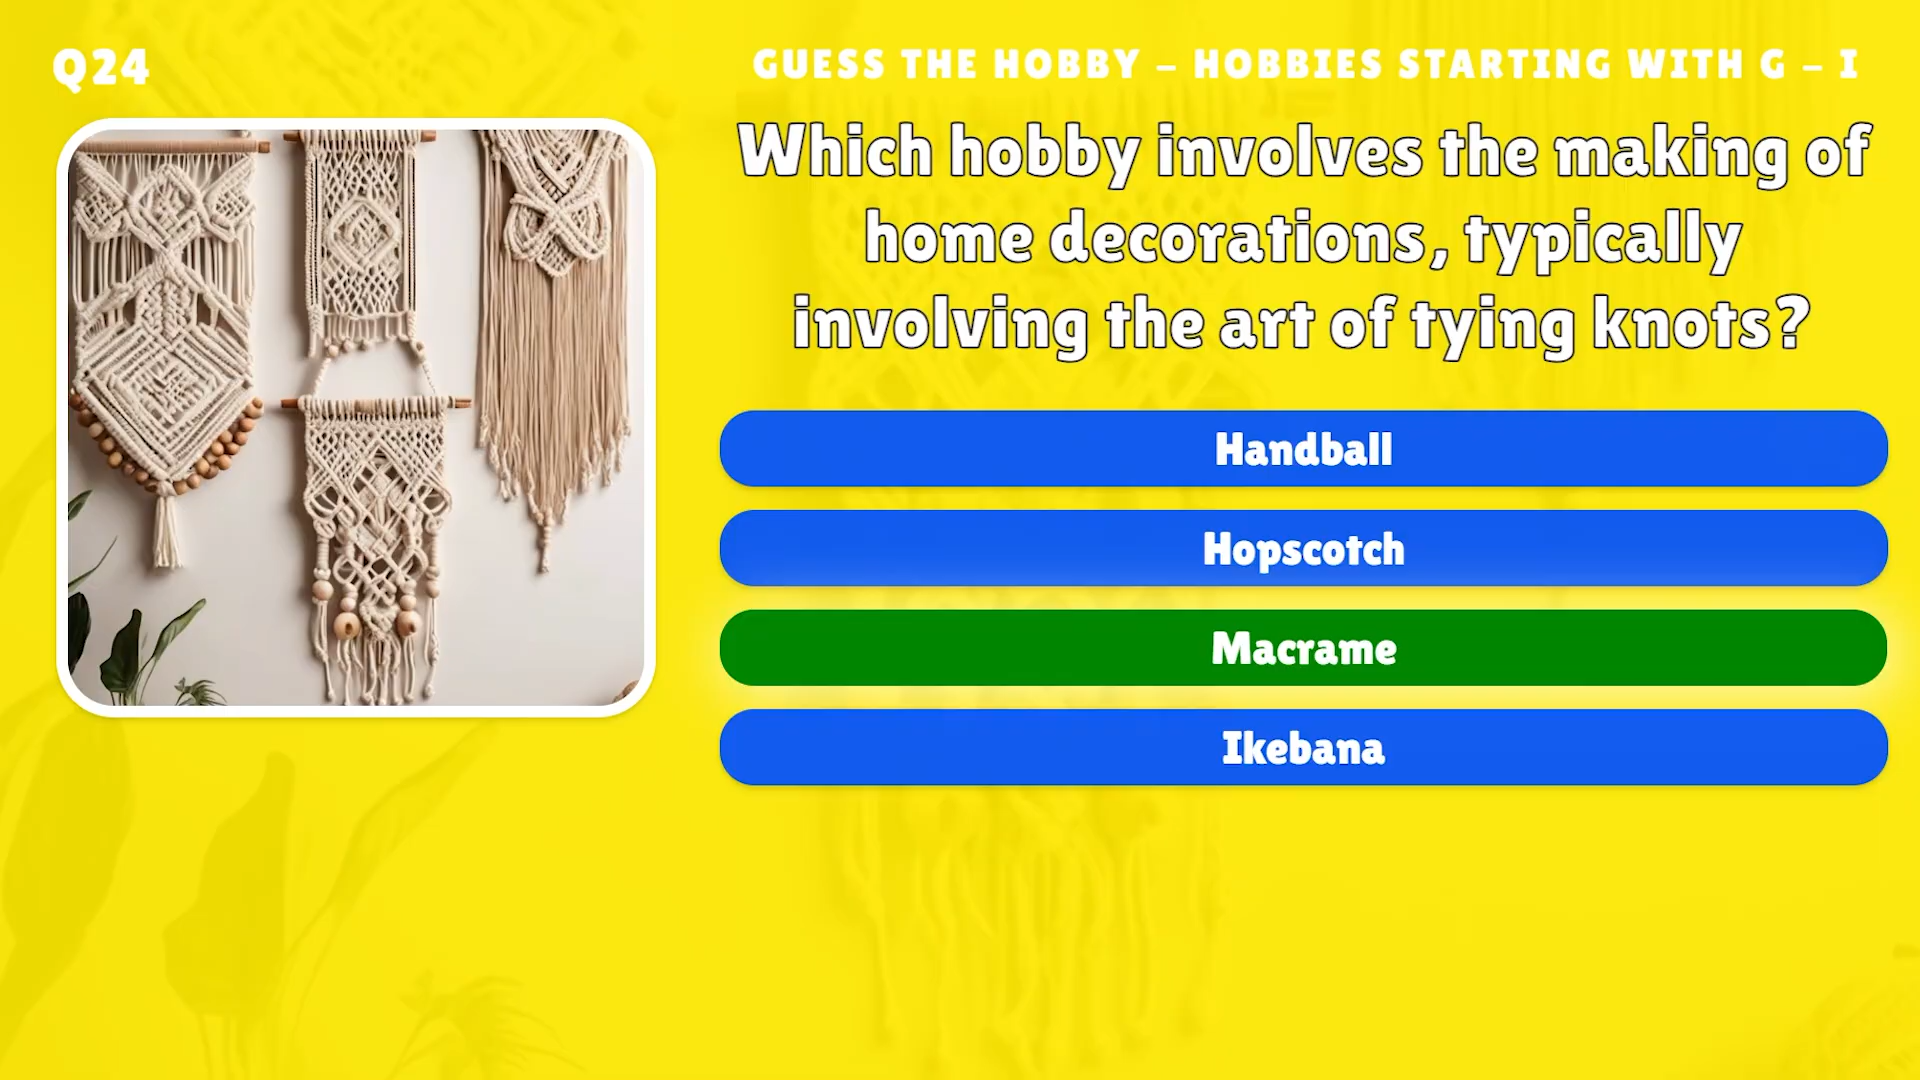 Q24
GUESS THE HOBBY – HOBBIES STARTING WITH G – I
Which hobby involves the making of
home decorations, typically
involving the art of tying knots?
Handball
Hopscotch
Macrame
Ikebana